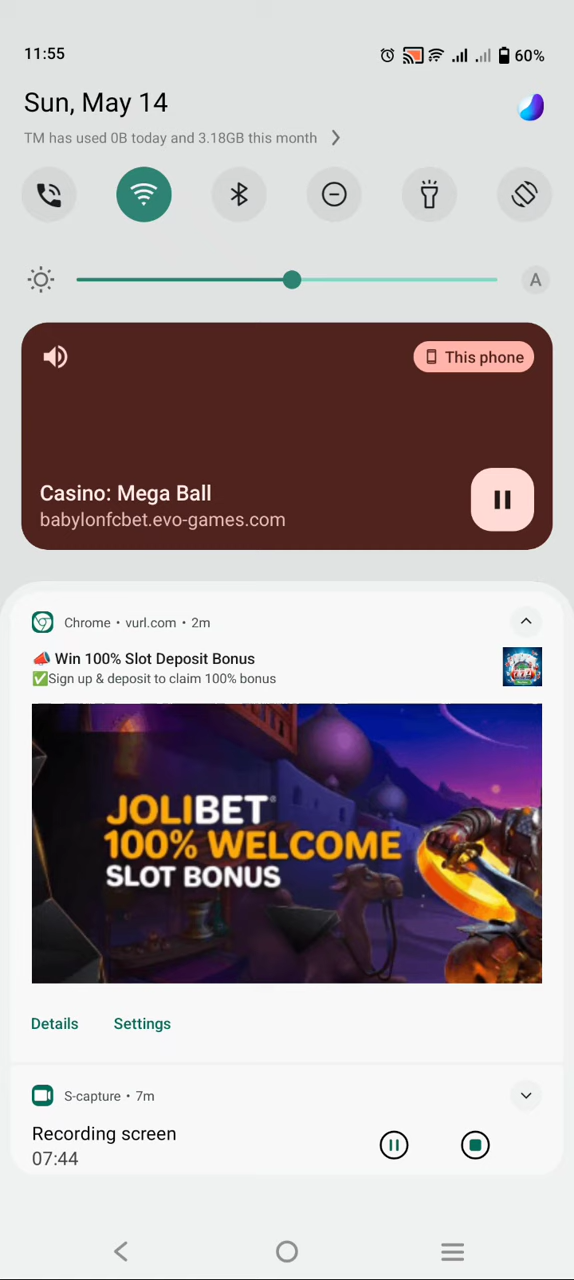 11:55
60%
Sun, May 14
TM has used 0B today and 3.18GB this month
A
This phone
Casino: Mega Ball
babylonfcbet.evo-games.com
Chrome • vurl.com • 2m
📣 Win 100% Slot Deposit Bonus
✅Sign up & deposit to claim 100% bonus
JOLIBET
100% WELCOME
SLOT BONUS
Details Settings
S-capture • 7m
Recording screen
07:44